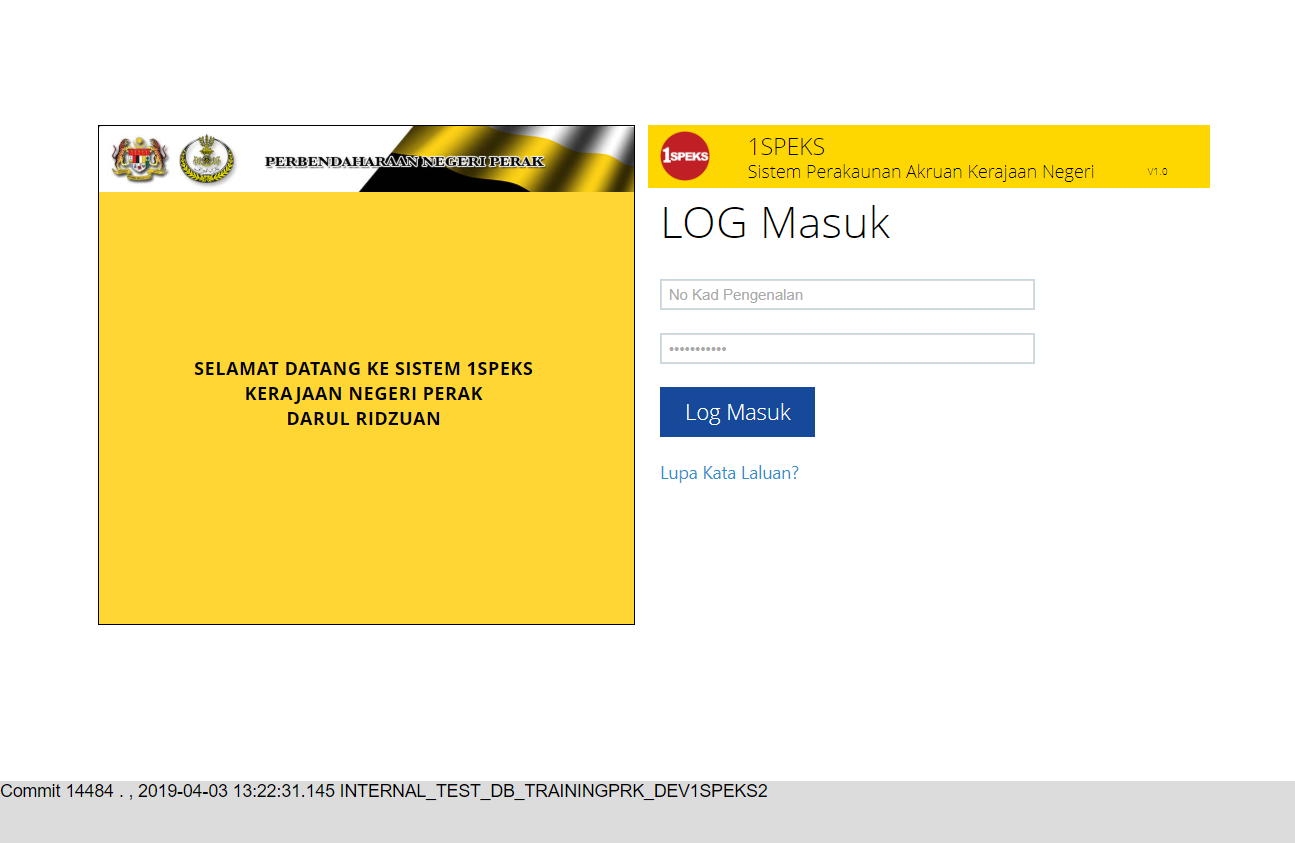 PERBENDAHARAAN NEGERI PERAK
SELAMAT DATANG KE SISTEM 1SPEKS
KERAJAAN NEGERI PERAK
DARUL RIDZUAN
1SPEKS
1SPEKS
Sistem Perakaunan Akruan Kerajaan Negeri
V1.0
LOG Masuk
No Kad Pengenalan
•••••••••••
Log Masuk
Lupa Kata Laluan?
Commit 14484 . , 2019-04-03 13:22:31.145 INTERNAL_TEST_DB_TRAININGPRK_DEV1SPEKS2